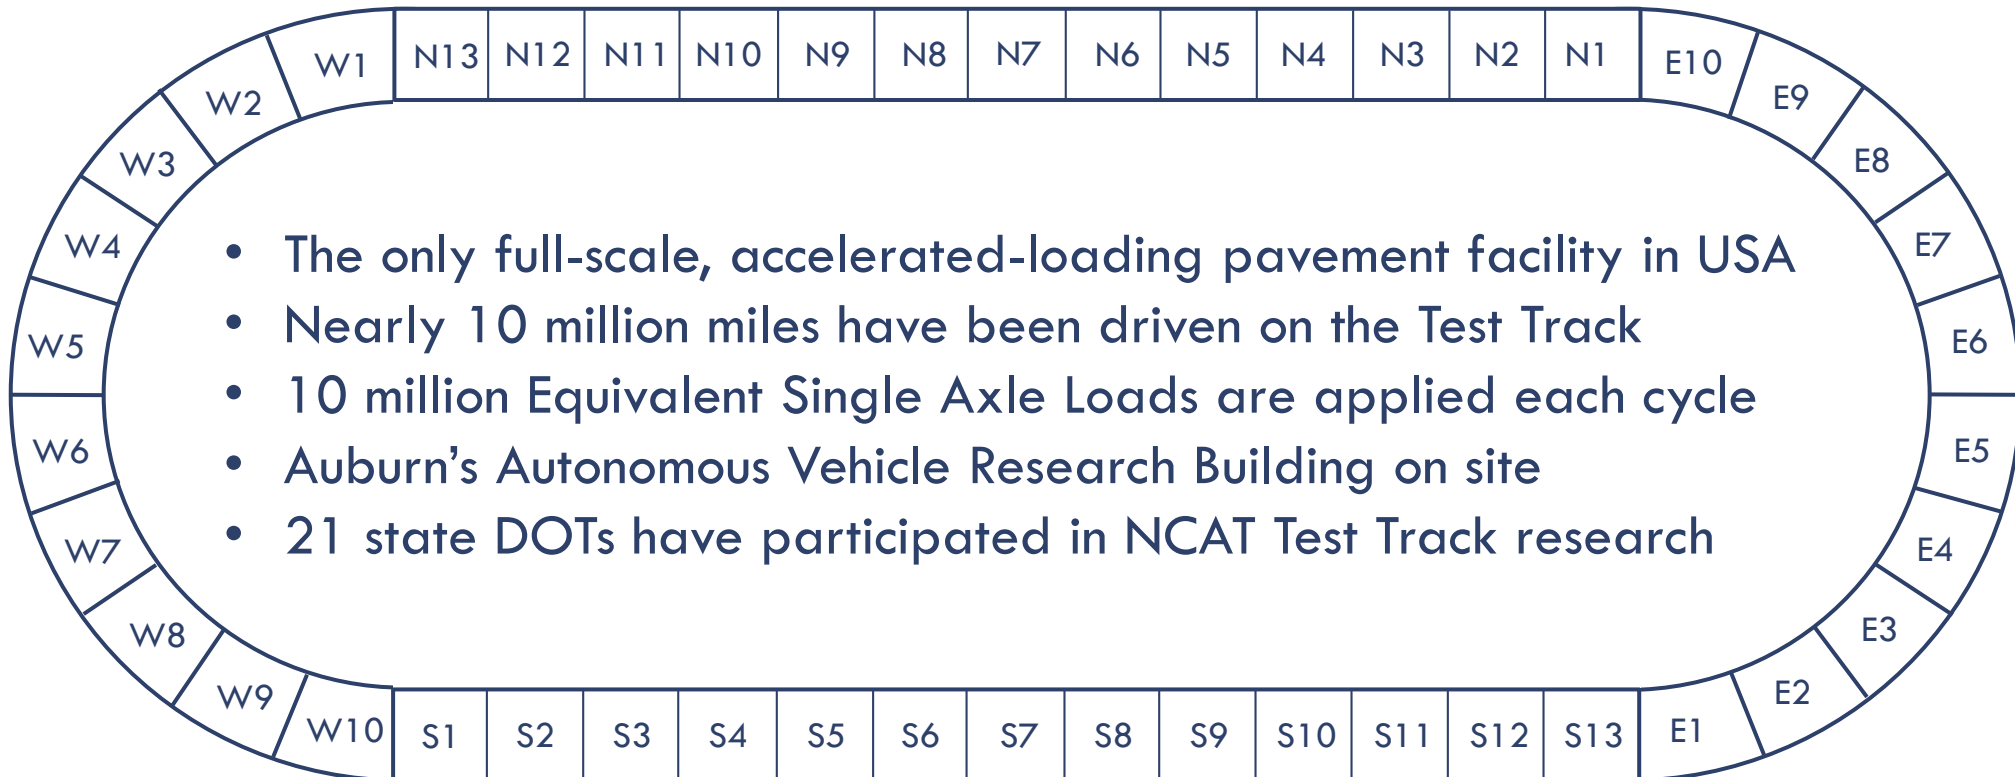 W1 N13 N12 N11 N10 N9 N8 N7 N6 N5 N4 N3 N2 N1 E10
W2 E9
W3 E8
W4 E7
• The only full-scale, accelerated-loading pavement facility in USA
• Nearly 10 million miles have been driven on the Test Track
W5 E6
• 10 million Equivalent Single Axle Loads are applied each cycle
W6 E5
• Auburn’s Autonomous Vehicle Research Building on site
• 21 state DOTs have participated in NCAT Test Track research
W7 E4
W8 E3
W9 E2
W10 S1 S2 S3 S4 S5 S6 S7 S8 S9 S10 S11 S12 S13 E1